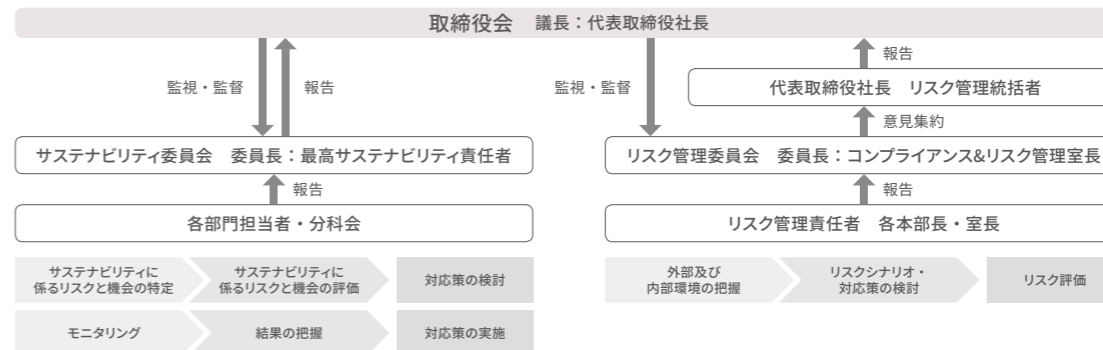 取締役会　議長：代表取締役社長
監視・監督
報告
監視・監督
報告
代表取締役社長　リスク管理統括者
意見集約
サステナビリティ委員会　委員長：最高サステナビリティ責任者
リスク管理委員会　委員長：コンプライアンス&リスク管理室長
報告
報告
各部門担当者・分科会
リスク管理責任者　各本部長・室長
サステナビリティに
係るリスクと機会の特定
サステナビリティに
係るリスクと機会の評価
対応策の検討
外部及び
内部環境の把握
リスクシナリオ・
対応策の検討
リスク評価
モニタリング
結果の把握
対応策の実施